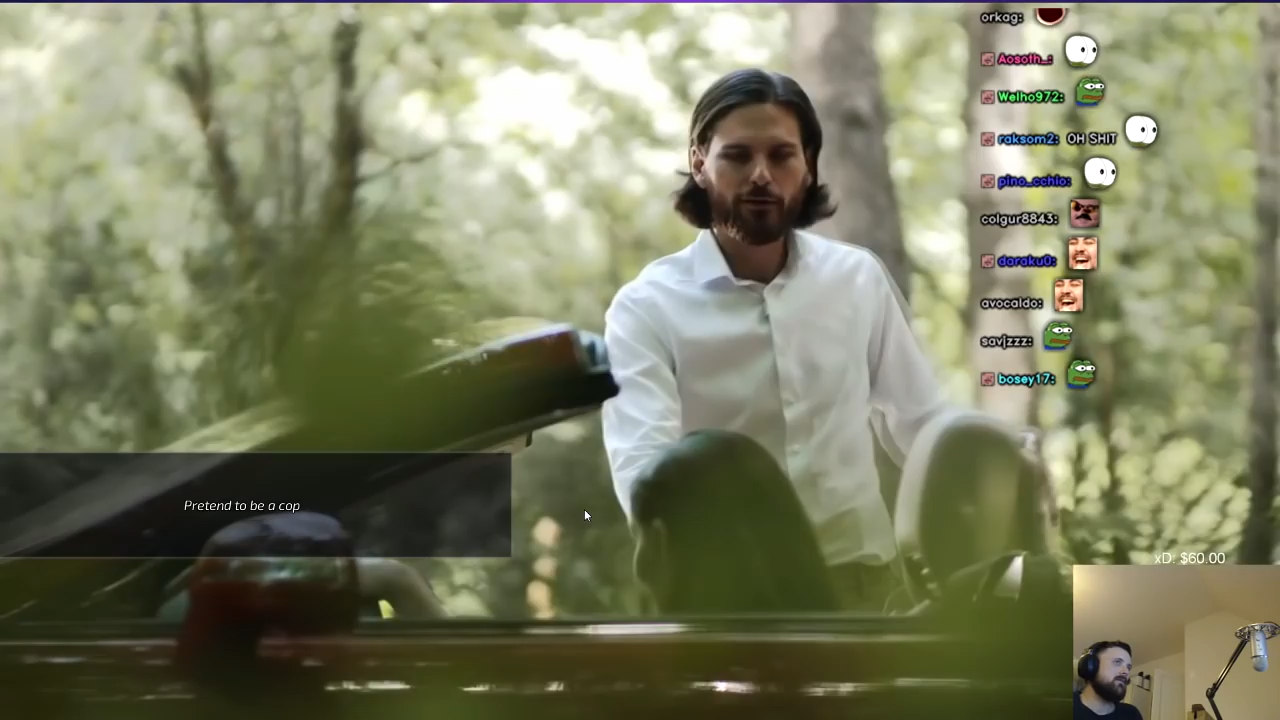 orkag:
Aosoth_:
Welho972:
raksom2: OH SHIT
pino_cchio:
colgur8843:
daraku0:
avocaldo:
savjzzz:
bosey17:
Pretend to be a cop
xD: $60.00